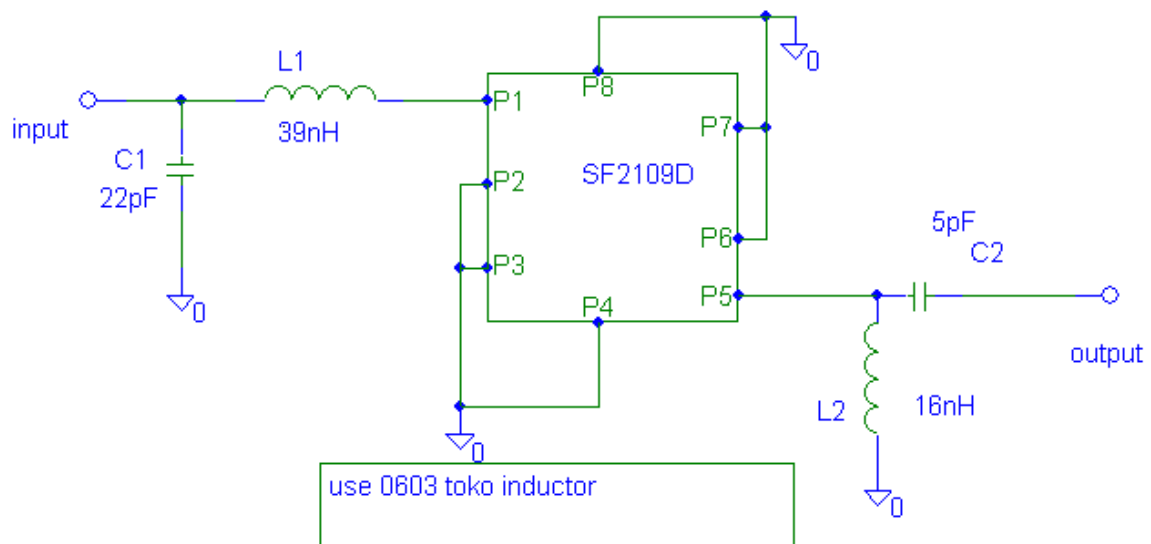 0
L1
P8
P1
input
39nH
P7
C1
22pF
SF2109D
P2
P6
5pF
C2
P3
P5
0
P4
output
L2
16nH
0
use 0603 toko inductor
0